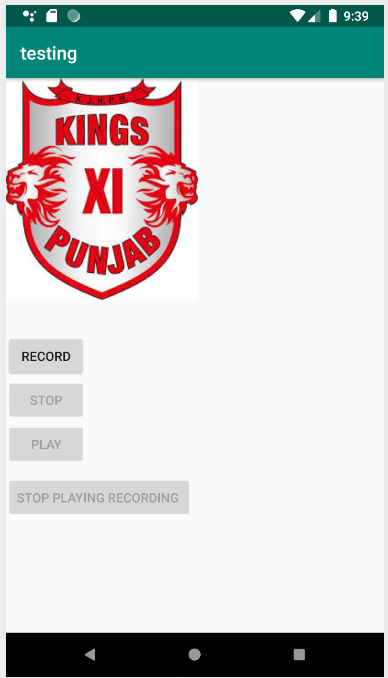 9:39
testing
K.J.H.P.H
KINGS
XI
PUNJAB
RECORD
STOP
PLAY
STOP PLAYING RECORDING